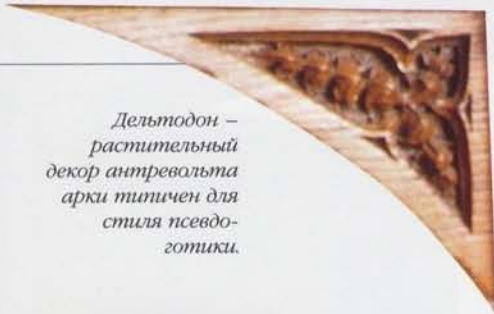 Дельтодон –
растительный
декор антревольта
арки типичен для
стиля псевдо-
готики.